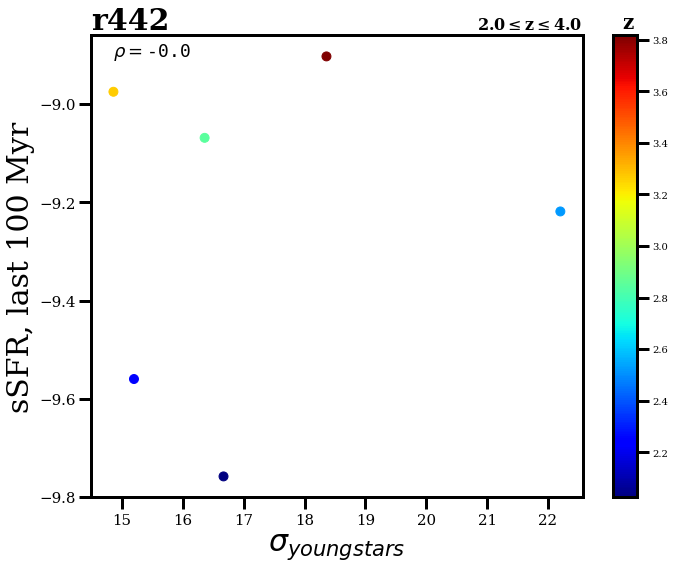 r442
2.0 ≤ z ≤ 4.0
z
ρ = -0.0
sSFR, last 100 Myr
−9.0
−9.2
−9.4
−9.6
−9.8
15 16 17 18 19 20 21 22
σyoungstars
3.8
3.6
3.4
3.2
3.0
2.8
2.6
2.4
2.2